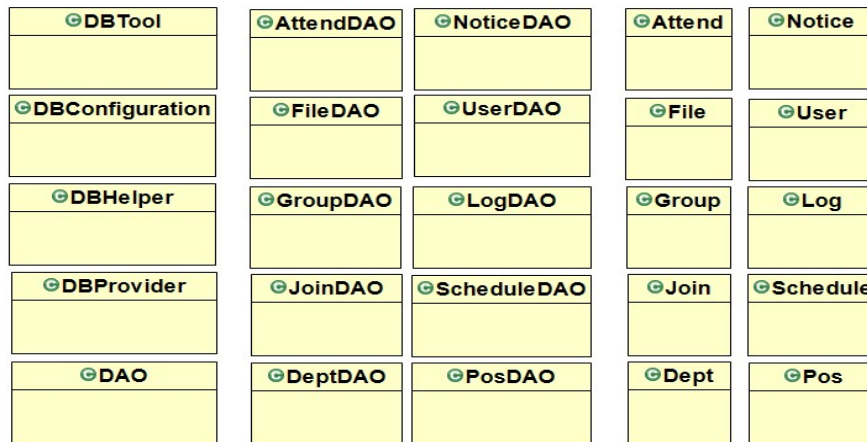 DBTool AttendDAO NoticeDAO Attend Notice
DBConfiguration FileDAO UserDAO File User
DBHelper GroupDAO LogDAO Group Log
DBProvider JoinDAO ScheduleDAO Join Schedule
DAO DeptDAO PosDAO Dept Pos